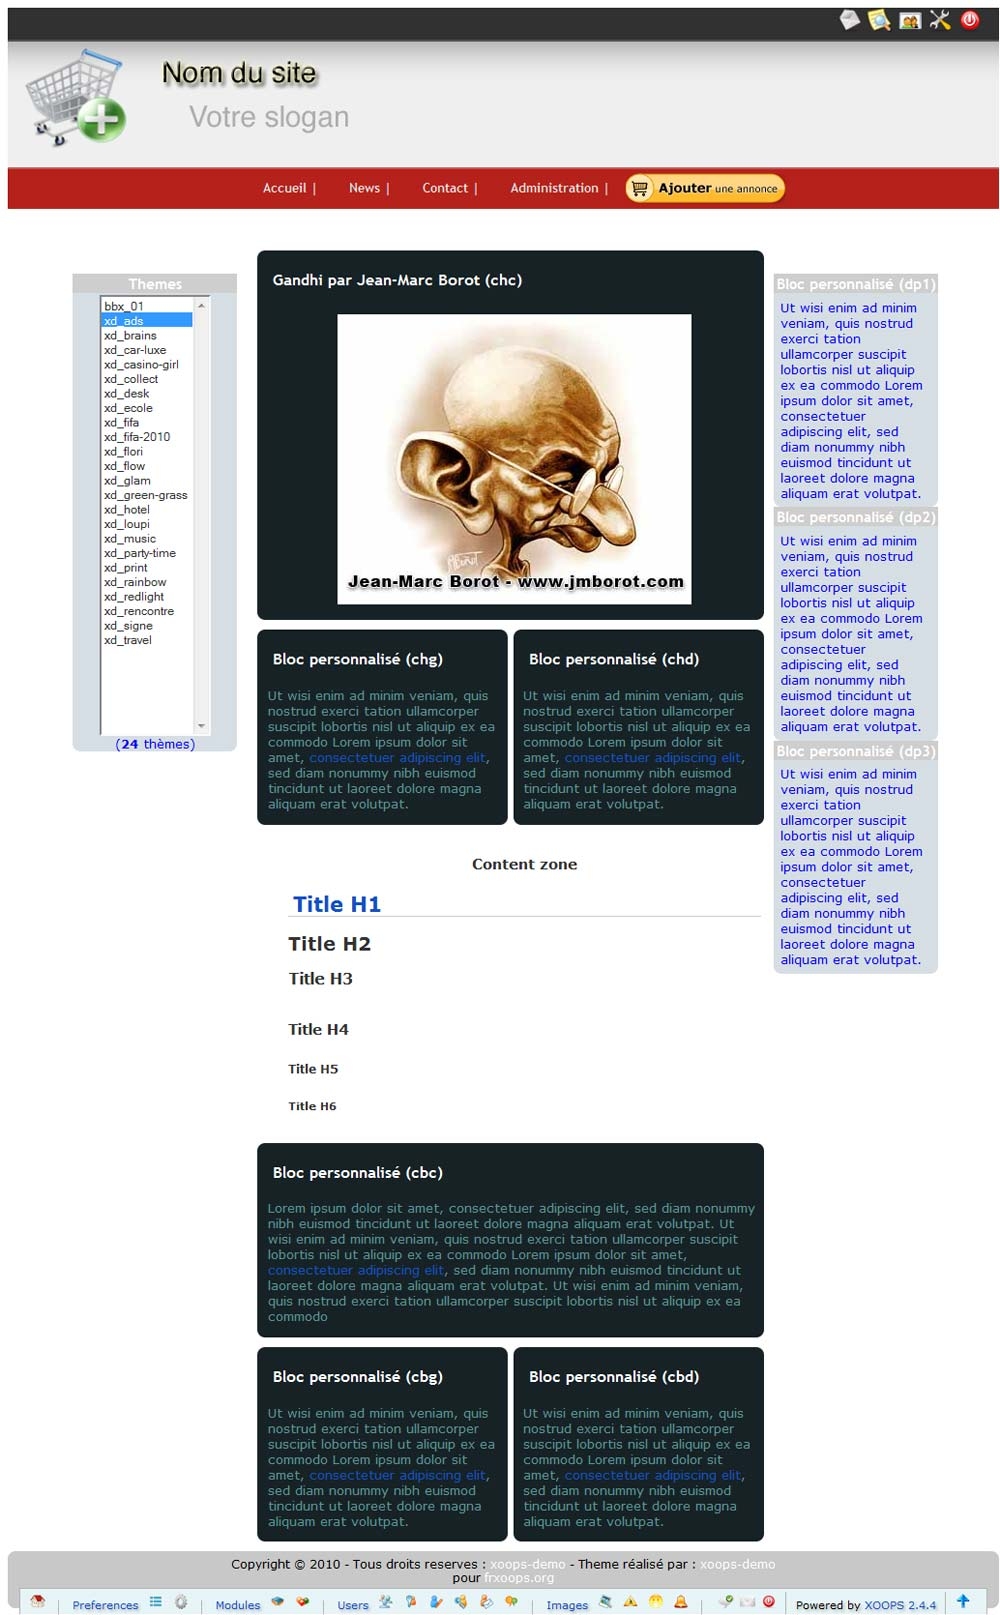 Nom du site
Votre slogan
Accueil |
News |
Contact |
Administration |
Ajouter une annonce
Themes
bbx_01
xd_ads
xd_brains
xd_car-luxe
xd_casino-girl
xd_collect
xd_desk
xd_ecole
xd_fifa
xd_fifa-2010
xd_flori
xd_flow
xd_glam
xd_green-grass
xd_hotel
xd_loupi
xd_music
xd_party-time
xd_print
xd_rainbow
xd_redlight
xd_rencontre
xd_signe
xd_travel
(24 thèmes)
Gandhi par Jean-Marc Borot (chc)
Jean-Marc Borot - www.jmborot.com
Bloc personnalisé (chg)
Ut wisi enim ad minim veniam, quis
nostrud exerci tation ullamcorper
suscipit lobortis nisl ut aliquip ex ea
commodo Lorem ipsum dolor sit
amet, consectetuer adipiscing elit,
sed diam nonummy nibh euismod
tincidunt ut laoreet dolore magna
aliquam erat volutpat.
Bloc personnalisé (chd)
Ut wisi enim ad minim veniam, quis
nostrud exerci tation ullamcorper
suscipit lobortis nisl ut aliquip ex ea
commodo Lorem ipsum dolor sit
amet, consectetuer adipiscing elit,
sed diam nonummy nibh euismod
tincidunt ut laoreet dolore magna
aliquam erat volutpat.
Content zone
Title H1
Title H2
Title H3
Title H4
Title H5
Title H6
Bloc personnalisé (cbc)
Lorem ipsum dolor sit amet, consectetuer adipiscing elit, sed diam nonummy
nibh euismod tincidunt ut laoreet dolore magna aliquam erat volutpat. Ut
wisi enim ad minim veniam, quis nostrud exerci tation ullamcorper suscipit
lobortis nisl ut aliquip ex ea commodo Lorem ipsum dolor sit amet,
consectetuer adipiscing elit, sed diam nonummy nibh euismod tincidunt ut
laoreet dolore magna aliquam erat volutpat. Ut wisi enim ad minim veniam,
quis nostrud exerci tation ullamcorper suscipit lobortis nisl ut aliquip ex ea
commodo
Bloc personnalisé (cbg)
Ut wisi enim ad minim veniam, quis
nostrud exerci tation ullamcorper
suscipit lobortis nisl ut aliquip ex ea
commodo Lorem ipsum dolor sit
amet, consectetuer adipiscing elit,
sed diam nonummy nibh euismod
tincidunt ut laoreet dolore magna
aliquam erat volutpat.
Bloc personnalisé (cbd)
Ut wisi enim ad minim veniam, quis
nostrud exerci tation ullamcorper
suscipit lobortis nisl ut aliquip ex ea
commodo Lorem ipsum dolor sit
amet, consectetuer adipiscing elit,
sed diam nonummy nibh euismod
tincidunt ut laoreet dolore magna
aliquam erat volutpat.
Bloc personnalisé (dp1)
Ut wisi enim ad minim
veniam, quis nostrud
exerci tation
ullamcorper suscipit
lobortis nisl ut aliquip
ex ea commodo Lorem
ipsum dolor sit amet,
consectetuer
adipiscing elit, sed
diam nonummy nibh
euismod tincidunt ut
laoreet dolore magna
aliquam erat volutpat.
Bloc personnalisé (dp2)
Ut wisi enim ad minim
veniam, quis nostrud
exerci tation
ullamcorper suscipit
lobortis nisl ut aliquip
ex ea commodo Lorem
ipsum dolor sit amet,
consectetuer
adipiscing elit, sed
diam nonummy nibh
euismod tincidunt ut
laoreet dolore magna
aliquam erat volutpat.
Bloc personnalisé (dp3)
Ut wisi enim ad minim
veniam, quis nostrud
exerci tation
ullamcorper suscipit
lobortis nisl ut aliquip
ex ea commodo Lorem
ipsum dolor sit amet,
consectetuer
adipiscing elit, sed
diam nonummy nibh
euismod tincidunt ut
laoreet dolore magna
aliquam erat volutpat.
Copyright © 2010 - Tous droits reserves : xoops-demo - Theme réalisé par : xoops-demo
pour frxoops.org
Preferences
Modules
Users
Images
Powered by XOOPS 2.4.4